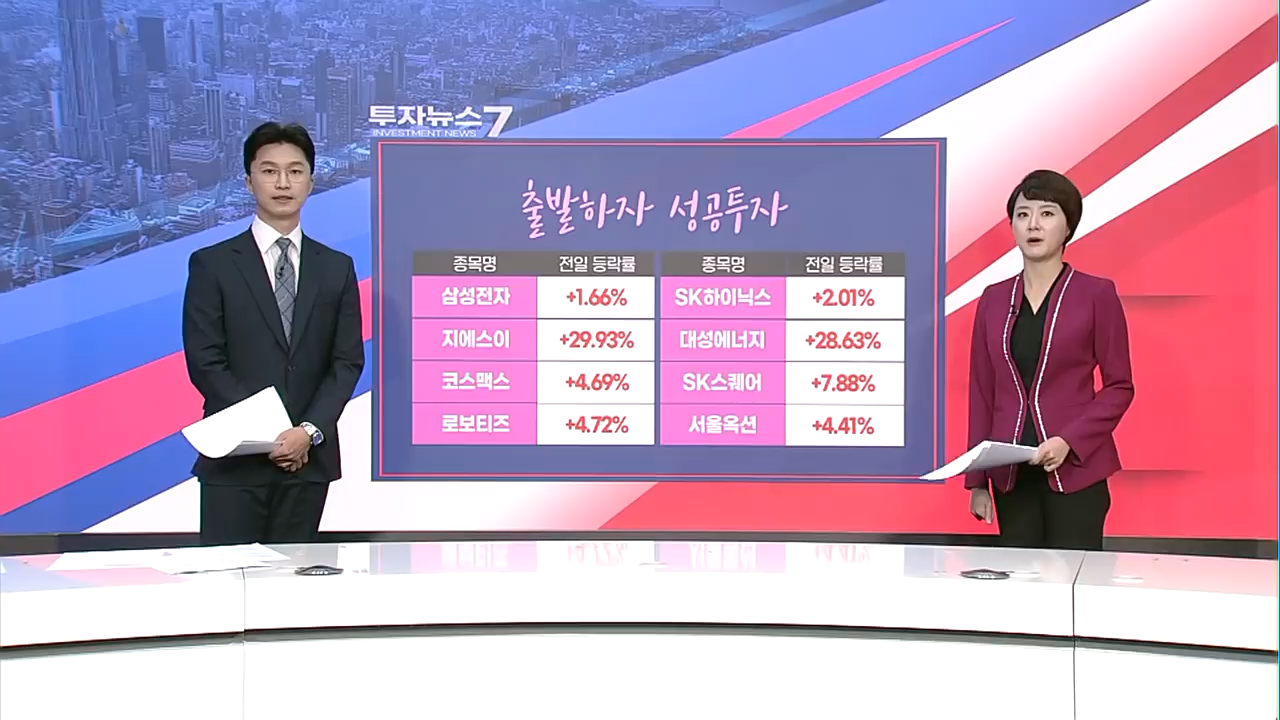 투자뉴스 7
INVESTMENT NEWS
출발하자 성공투자
종목명 전일 등락률 종목명 전일 등락률
삼성전자 +1.66% SK하이닉스 +2.01%
지에스이 +29.93% 대성에너지 +28.63%
코스맥스 +4.69% SK스퀘어 +7.88%
로보티즈 +4.72% 서울옥션 +4.41%